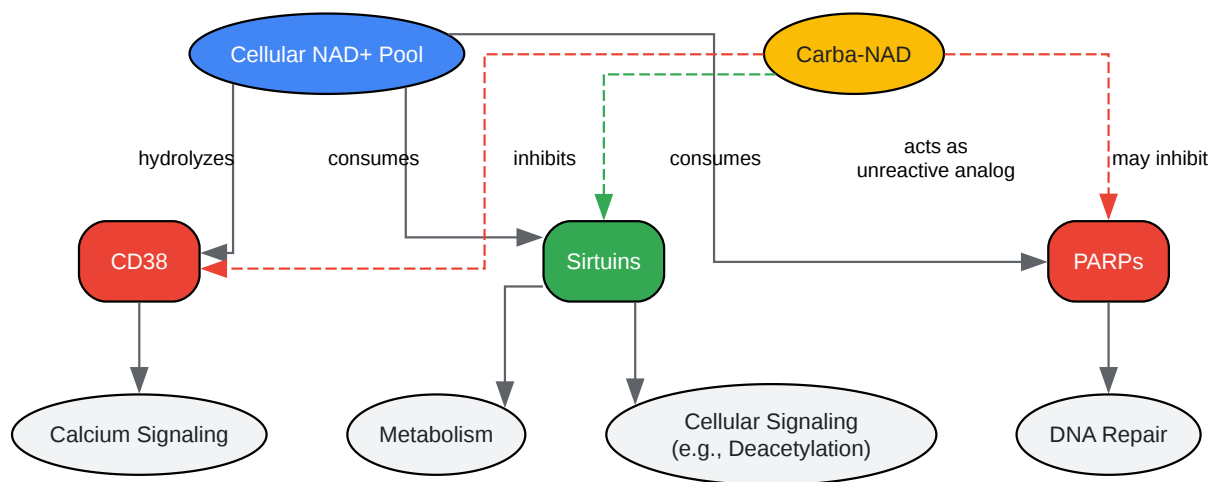 Cellular NAD+ Pool
Carba-NAD
hydrolyzes
consumes
inhibits
consumes
acts as
unreactive analog
may inhibit
CD38
Sirtuins
PARPs
Calcium Signaling
Metabolism
Cellular Signaling
(e.g., Deacetylation)
DNA Repair